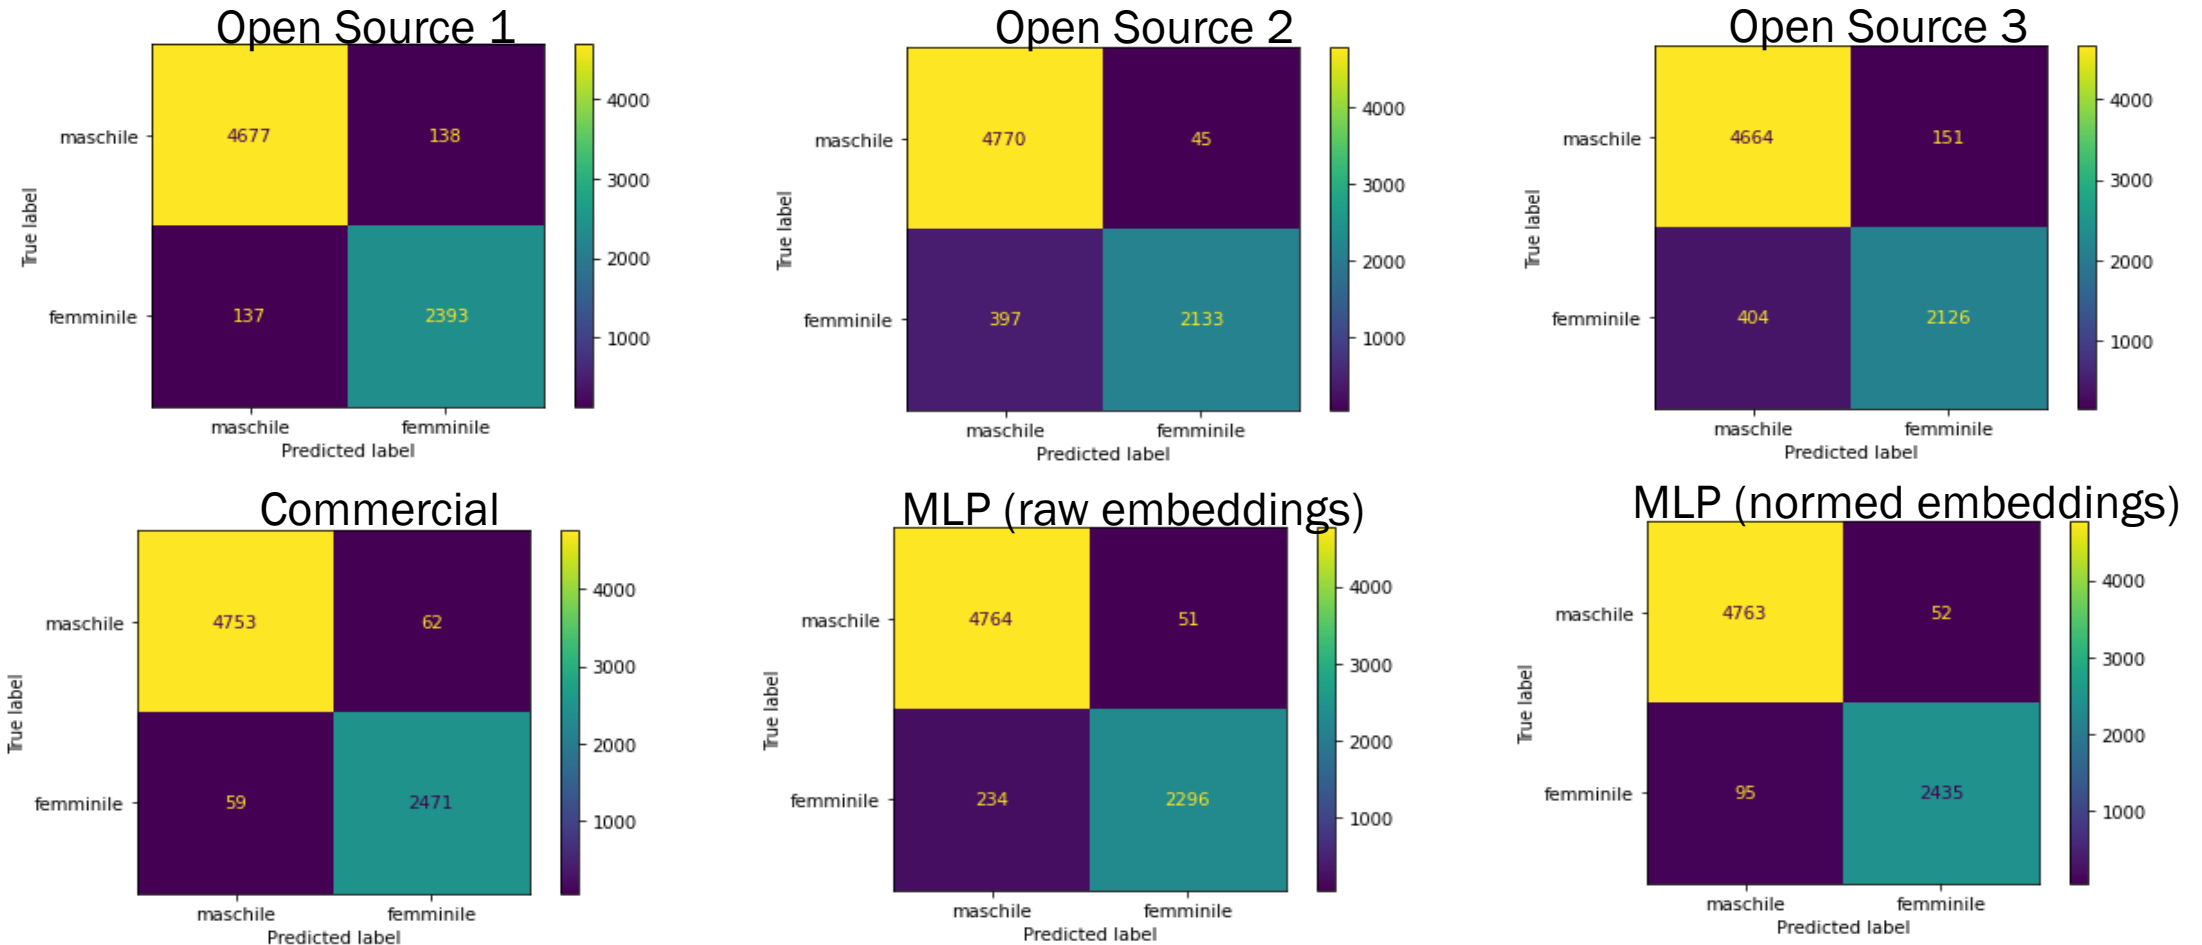 Open Source 1
4677
138
137
2393
maschile
femminile
True label
maschile
femminile
Predicted label
4000
3000
2000
1000
Open Source 2
4770
45
397
2133
maschile
femminile
True label
maschile
femminile
Predicted label
4000
3000
2000
1000
Open Source 3
4664
151
404
2126
maschile
femminile
True label
maschile
femminile
Predicted label
4000
3000
2000
1000
Commercial
4753
62
59
2471
maschile
femminile
True label
maschile
femminile
Predicted label
4000
3000
2000
1000
MLP (raw embeddings)
4764
51
234
2296
maschile
femminile
True label
maschile
femminile
Predicted label
4000
3000
2000
1000
MLP (normed embeddings)
4763
52
95
2435
maschile
femminile
True label
maschile
femminile
Predicted label
4000
3000
2000
1000